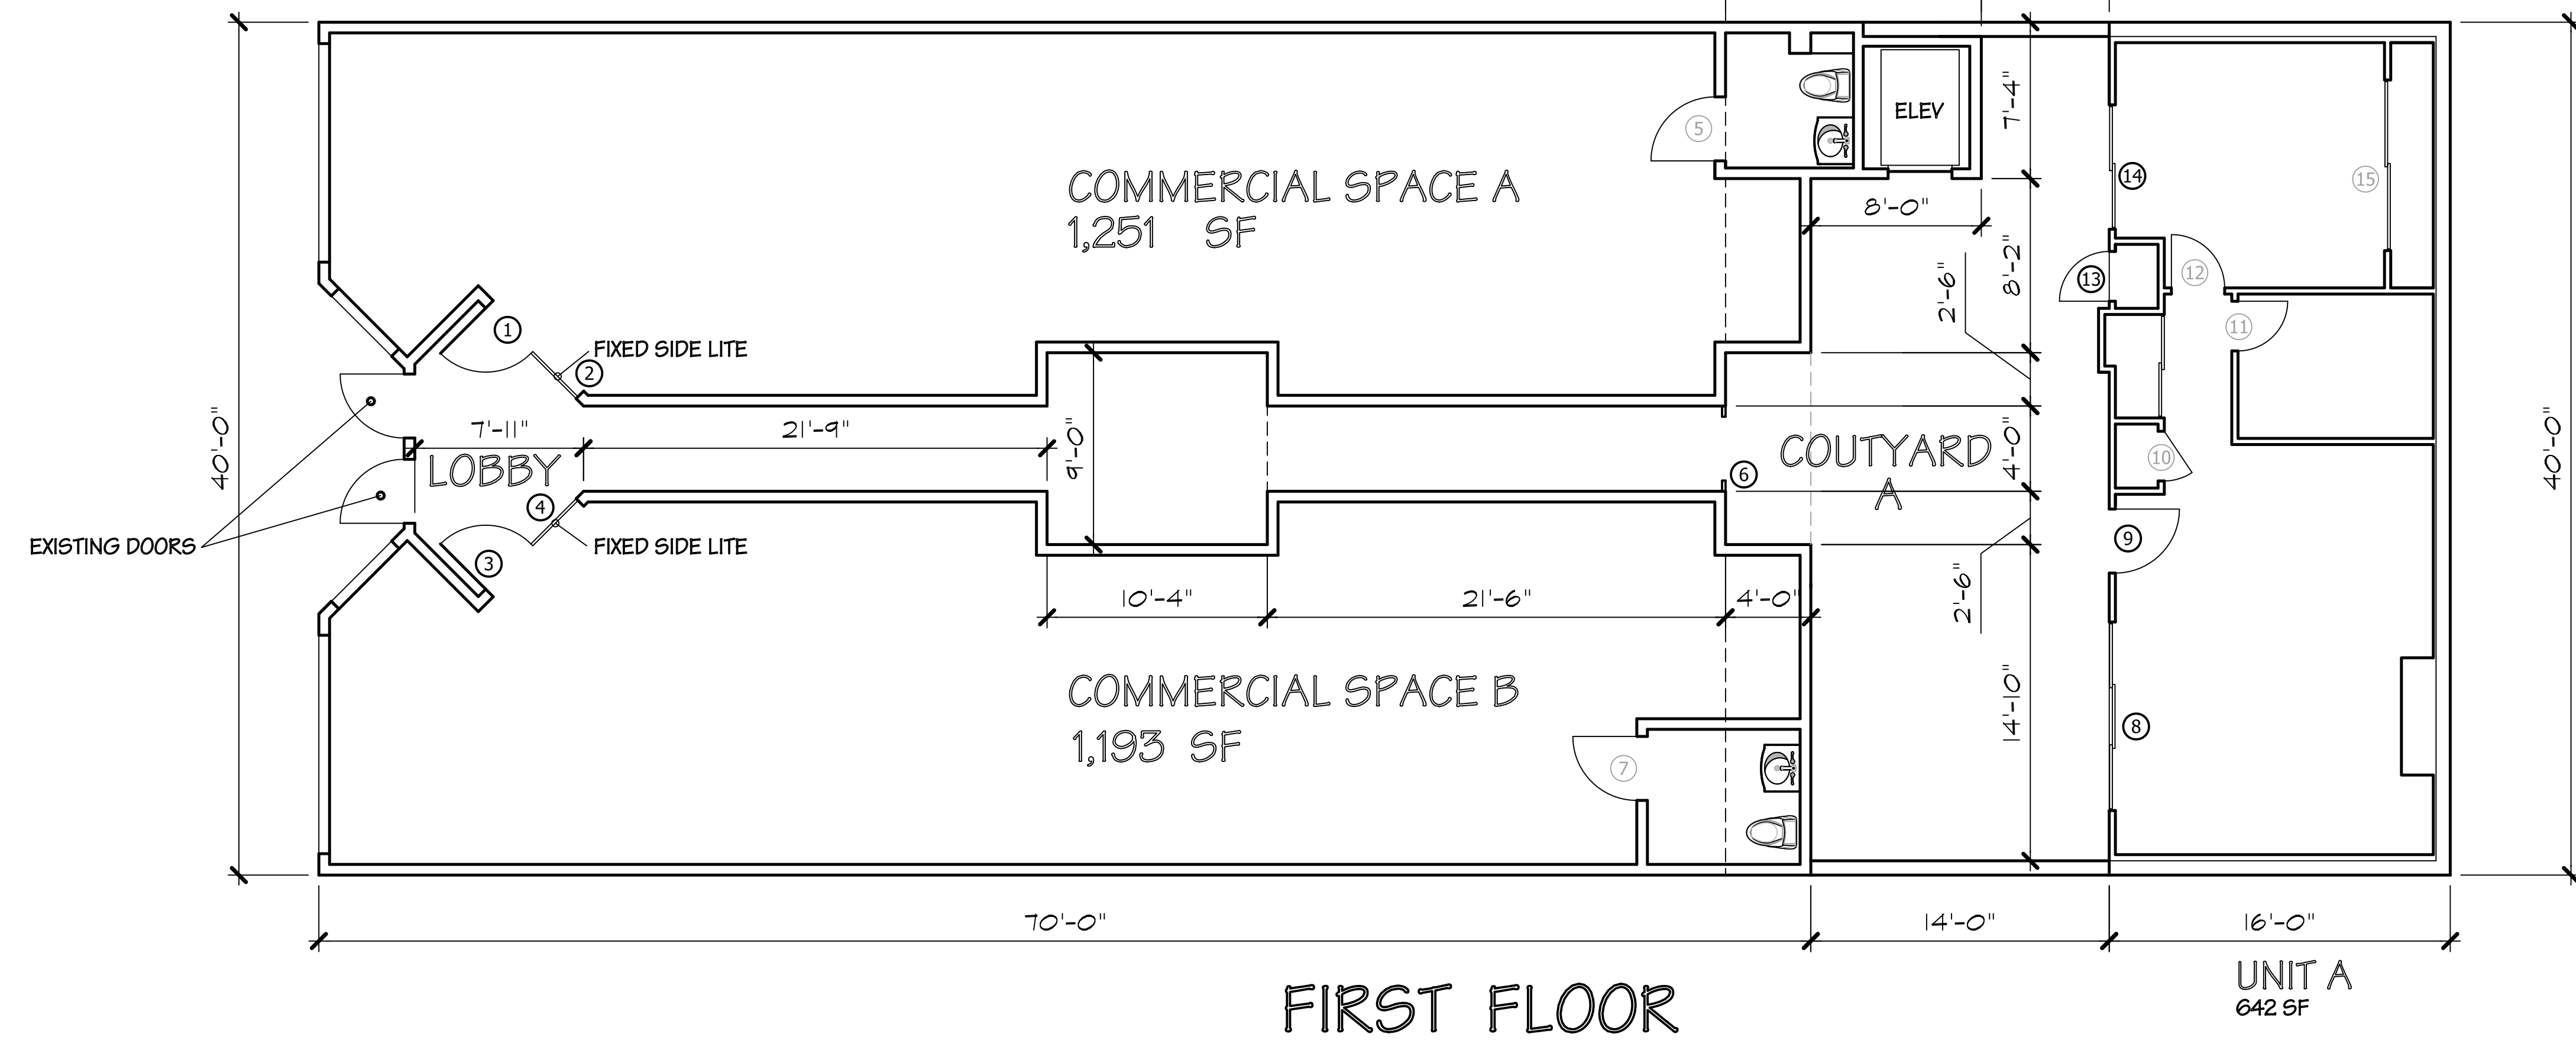 7'-4"
ELEV
5
14
15
COMMERCIAL SPACE A
1,251 SF
8'-0"
2'-6"
8'-2"
13
12
11
1
FIXED SIDE LITE
2
40'-0"
7'-11"
21'-9"
9'-0"
LOBBY
COUTYARD
A
4'-0"
6
10
40'-0"
4
EXISTING DOORS
FIXED SIDE LITE
3
9
10'-4"
21'-6"
4'-0"
2'-6"
COMMERCIAL SPACE B
1,193 SF
14'-10"
8
7
70'-0"
14'-0"
16'-0"
UNIT A
642 SF
FIRST FLOOR